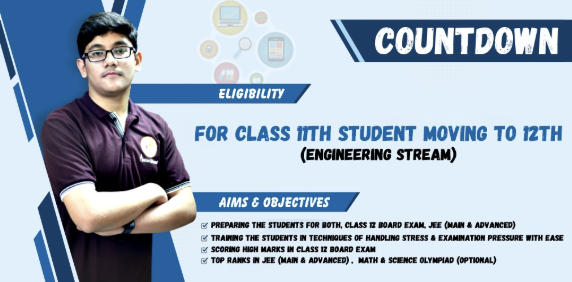 COUNTDOWN
ELIGIBILITY
FOR CLASS 11TH STUDENT MOVING TO 12TH
(ENGINEERING STREAM)
AIMS & OBJECTIVES
PREPARING THE STUDENTS FOR BOTH, CLASS 12 BOARD EXAM, JEE (MAIN & ADVANCED)
TRAINING THE STUDENTS IN TECHNIQUES OF HANDLING STRESS & EXAMINATION PRESSURE WITH EASE
SCORING HIGH MARKS IN CLASS 12 BOARD EXAM
TOP RANKS IN JEE (MAIN & ADVANCED) , MATH & SCIENCE OLYMPIAD (OPTIONAL)